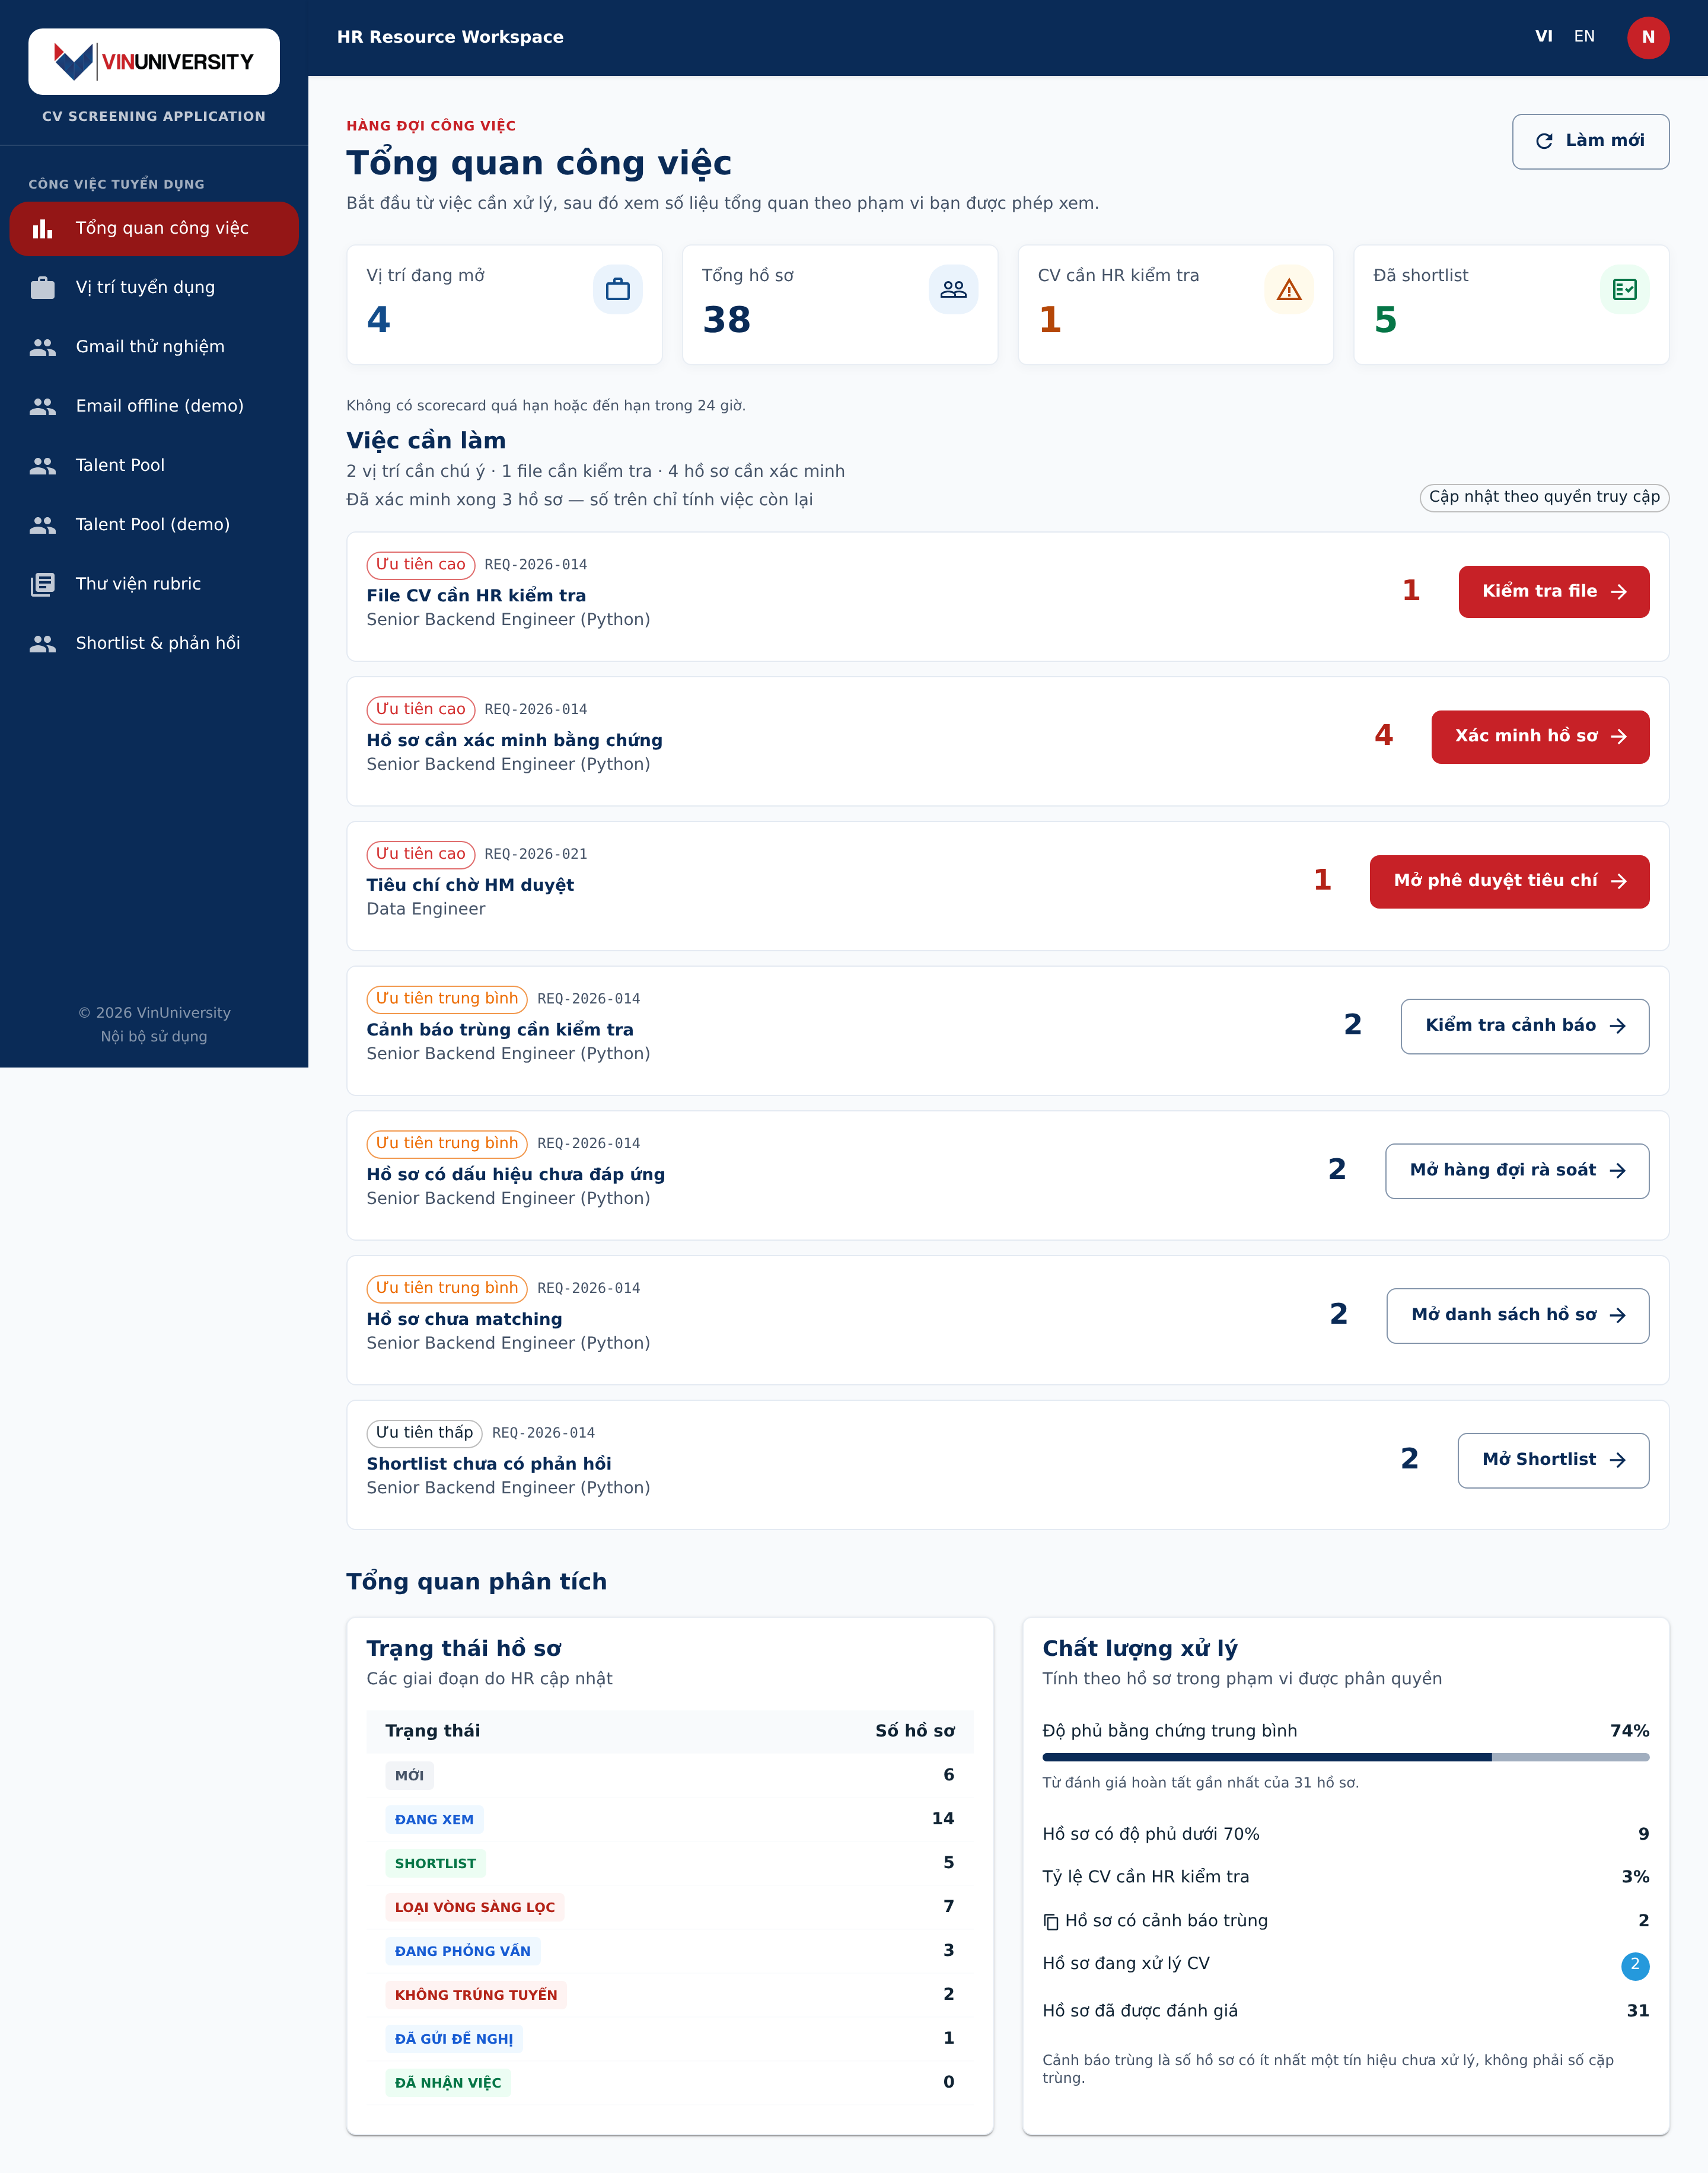 VINUNIVERSITY
CV SCREENING APPLICATION
CÔNG VIỆC TUYỂN DỤNG
Tổng quan công việc
Vị trí tuyển dụng
Gmail thử nghiệm
Email offline (demo)
Talent Pool
Talent Pool (demo)
Thư viện rubric
Shortlist & phản hồi
© 2026 VinUniversity
Nội bộ sử dụng
HR Resource Workspace
VI EN N
HÀNG ĐỢI CÔNG VIỆC
Tổng quan công việc
Bắt đầu từ việc cần xử lý, sau đó xem số liệu tổng quan theo phạm vi bạn được phép xem.
Làm mới
Vị trí đang mở
4
Tổng hồ sơ
38
CV cần HR kiểm tra
1
Đã shortlist
5
Không có scorecard quá hạn hoặc đến hạn trong 24 giờ.
Việc cần làm
2 vị trí cần chú ý · 1 file cần kiểm tra · 4 hồ sơ cần xác minh
Đã xác minh xong 3 hồ sơ — số trên chỉ tính việc còn lại
Cập nhật theo quyền truy cập
Ưu tiên cao REQ-2026-014
File CV cần HR kiểm tra
Senior Backend Engineer (Python)
1 Kiểm tra file
Ưu tiên cao REQ-2026-014
Hồ sơ cần xác minh bằng chứng
Senior Backend Engineer (Python)
4 Xác minh hồ sơ
Ưu tiên cao REQ-2026-021
Tiêu chí chờ HM duyệt
Data Engineer
1 Mở phê duyệt tiêu chí
Ưu tiên trung bình REQ-2026-014
Cảnh báo trùng cần kiểm tra
Senior Backend Engineer (Python)
2 Kiểm tra cảnh báo
Ưu tiên trung bình REQ-2026-014
Hồ sơ có dấu hiệu chưa đáp ứng
Senior Backend Engineer (Python)
2 Mở hàng đợi rà soát
Ưu tiên trung bình REQ-2026-014
Hồ sơ chưa matching
Senior Backend Engineer (Python)
2 Mở danh sách hồ sơ
Ưu tiên thấp REQ-2026-014
Shortlist chưa có phản hồi
Senior Backend Engineer (Python)
2 Mở Shortlist
Tổng quan phân tích
Trạng thái hồ sơ
Các giai đoạn do HR cập nhật
Trạng thái Số hồ sơ
MỚI 6
ĐANG XEM 14
SHORTLIST 5
LOẠI VÒNG SÀNG LỌC 7
ĐANG PHỎNG VẤN 3
KHÔNG TRÚNG TUYỂN 2
ĐÃ GỬI ĐỀ NGHỊ 1
ĐÃ NHẬN VIỆC 0
Chất lượng xử lý
Tính theo hồ sơ trong phạm vi được phân quyền
Độ phủ bằng chứng trung bình 74%
Từ đánh giá hoàn tất gần nhất của 31 hồ sơ.
Hồ sơ có độ phủ dưới 70% 9
Tỷ lệ CV cần HR kiểm tra 3%
Hồ sơ có cảnh báo trùng 2
Hồ sơ đang xử lý CV 2
Hồ sơ đã được đánh giá 31
Cảnh báo trùng là số hồ sơ có ít nhất một tín hiệu chưa xử lý, không phải số cặp
trùng.